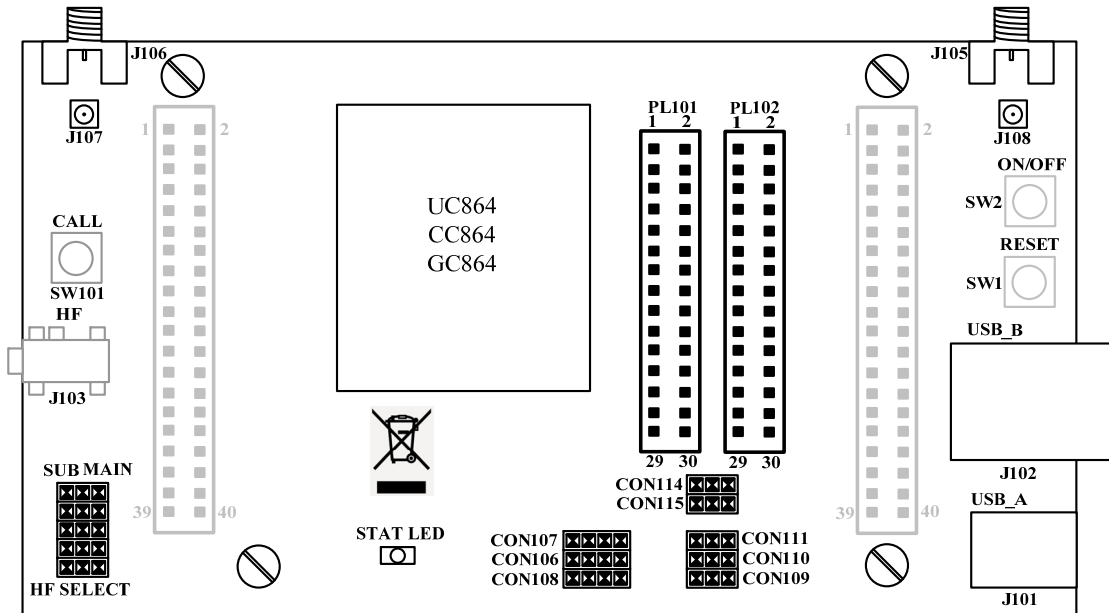 J106
J105
PL101
PL102
1
2
1
2
1
2
1
2
J107
J108
ON/OFF
SW2
CALL
UC864
CC864
GC864
RESET
SW101
SW1
HF
USB_B
J103
29
30
29
30
SUB MAIN
J102
CON114
CON115
USB_A
39
40
39
40
STAT LED
CON107
CON111
CON106
CON110
CON108
CON109
HF SELECT
J101